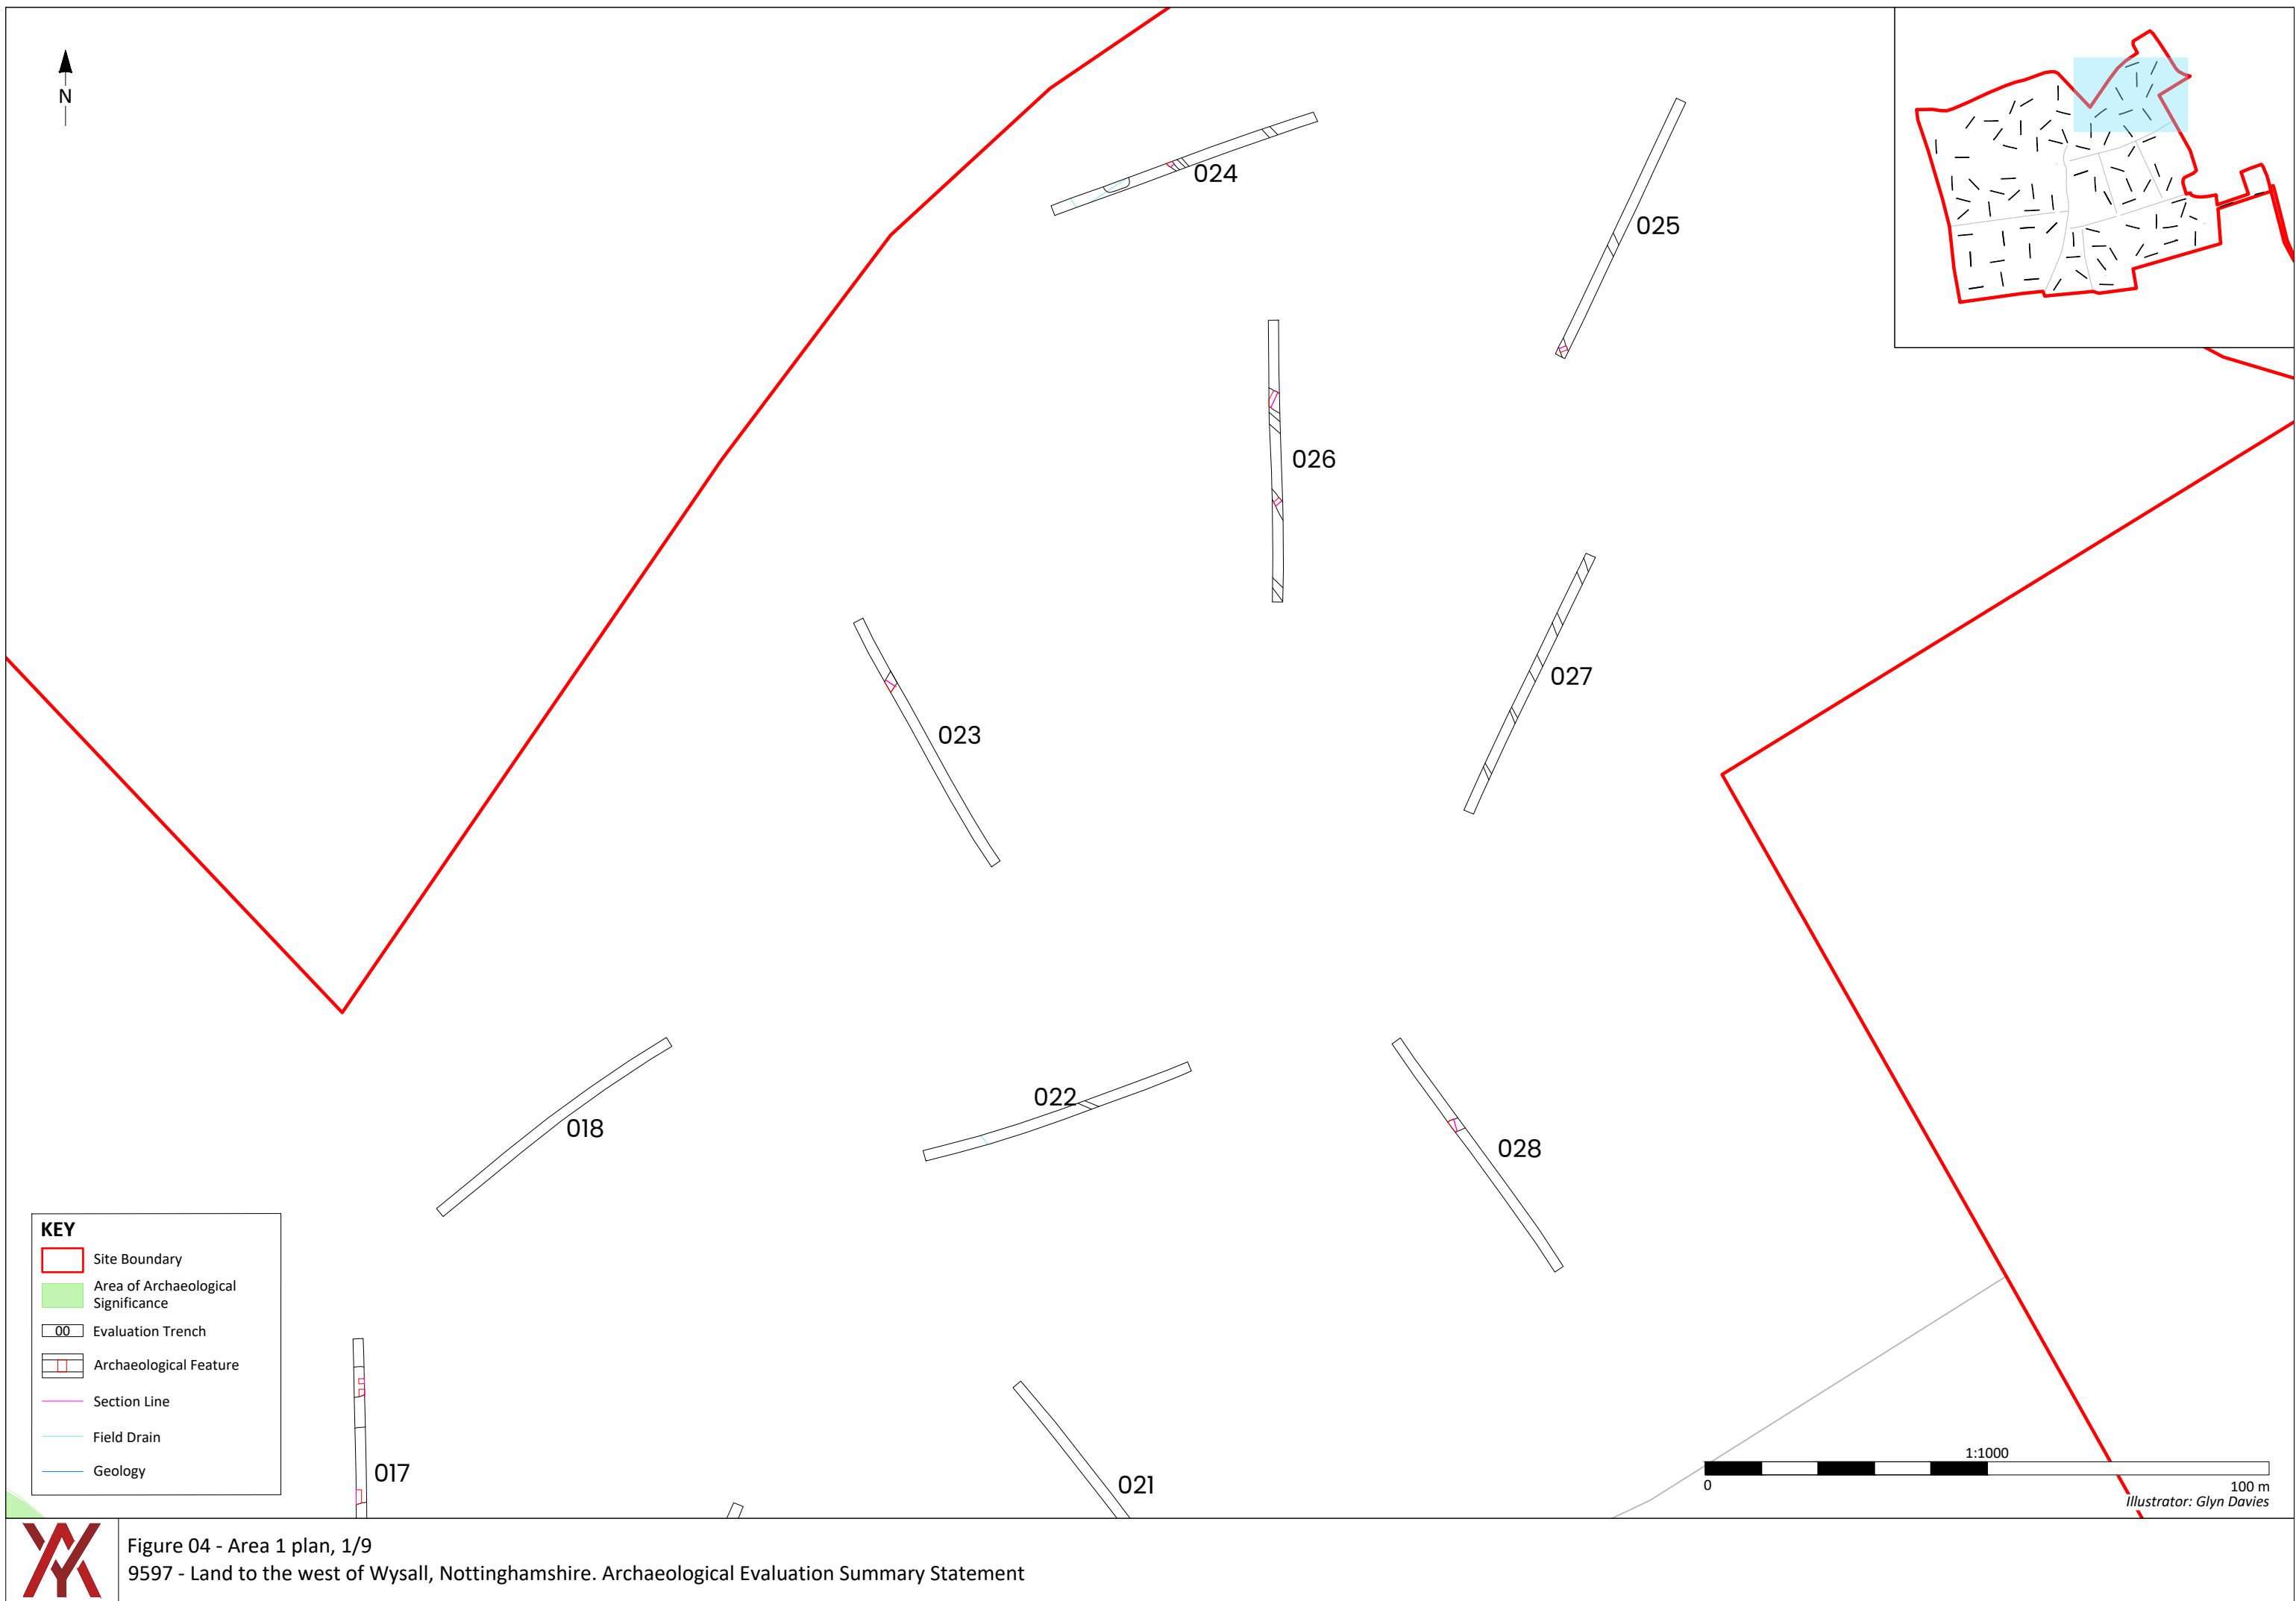 N
024
025
026
027
023
022
018
028
017
021
KEY
Site Boundary
Area of Archaeological
Significance
00
Evaluation Trench
Archaeological Feature
Section Line
Field Drain
Geology
1:1000
0
100 m
Illustrator: Glyn Davies
Figure 04 - Area 1 plan, 1/9
9597 - Land to the west of Wysall, Nottinghamshire. Archaeological Evaluation Summary Statement